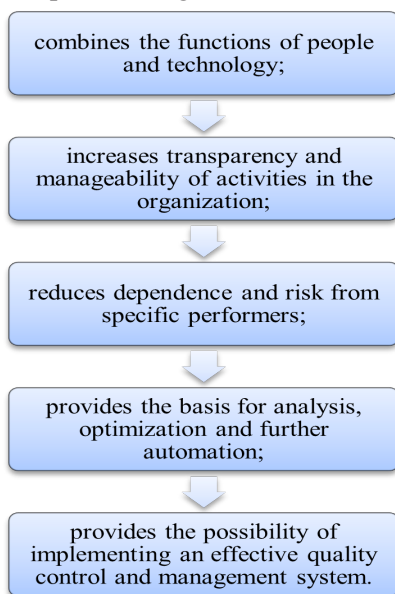 combines the functions of people
and technology;
increases transparency and
manageability of activities in the
organization;
reduces dependence and risk from
specific performers;
provides the basis for analysis,
optimization and further
automation;
provides the possibility of
implementing an effective quality
control and management system.